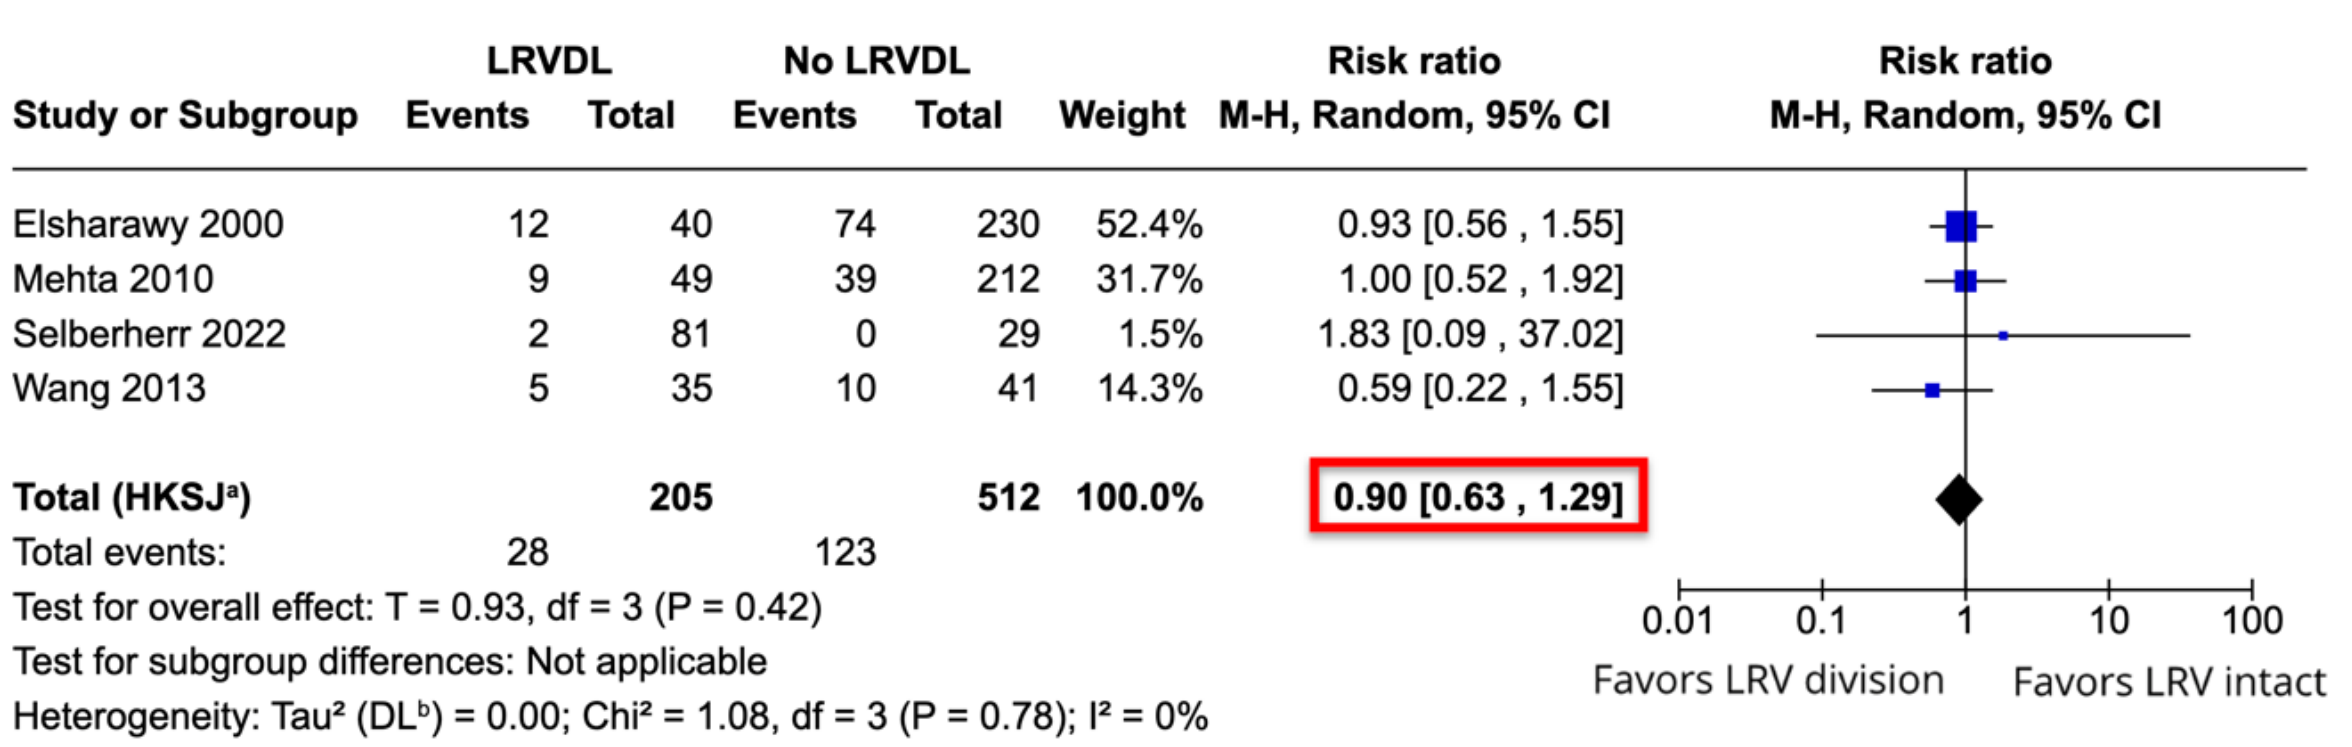 LRVDL No LRVDL Risk ratio Risk ratio
Study or Subgroup Events Total Events Total Weight M-H, Random, 95% CI M-H, Random, 95% CI
Elsharawy 2000 12 40 74 230 52.4% 0.93 [0.56 , 1.55]
Mehta 2010 9 49 39 212 31.7% 1.00 [0.52 , 1.92]
Selberherr 2022 2 81 0 29 1.5% 1.83 [0.09 , 37.02]
Wang 2013 5 35 10 41 14.3% 0.59 [0.22 , 1.55]
Total (HKSJᵃ) 205 512 100.0% 0.90 [0.63 , 1.29]
Total events: 28 123
Test for overall effect: T = 0.93, df = 3 (P = 0.42)
0.01 0.1 1 10 100
Test for subgroup differences: Not applicable
Favors LRV division Favors LRV intact
Heterogeneity: Tau² (DLᵇ) = 0.00; Chi² = 1.08, df = 3 (P = 0.78); I² = 0%